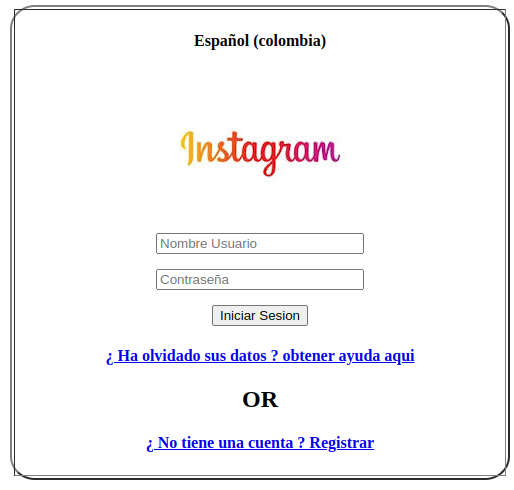 Español (colombia)
Instagram
Nombre Usuario
Contraseña
Iniciar Sesion
¿ Ha olvidado sus datos ? obtener ayuda aqui
OR
¿ No tiene una cuenta ? Registrar